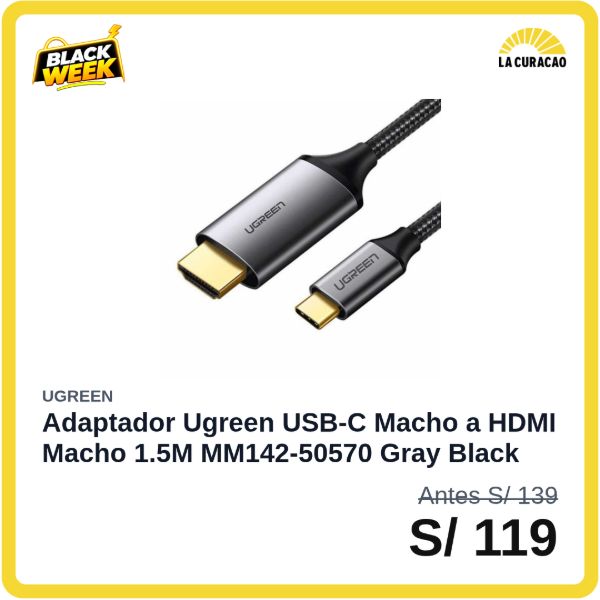 BLACK
WEEK
LA CURACAO
UGREEN
UGREEN
UGREEN
Adaptador Ugreen USB-C Macho a HDMI
Macho 1.5M MM142-50570 Gray Black
Antes S/ 139
S/ 119